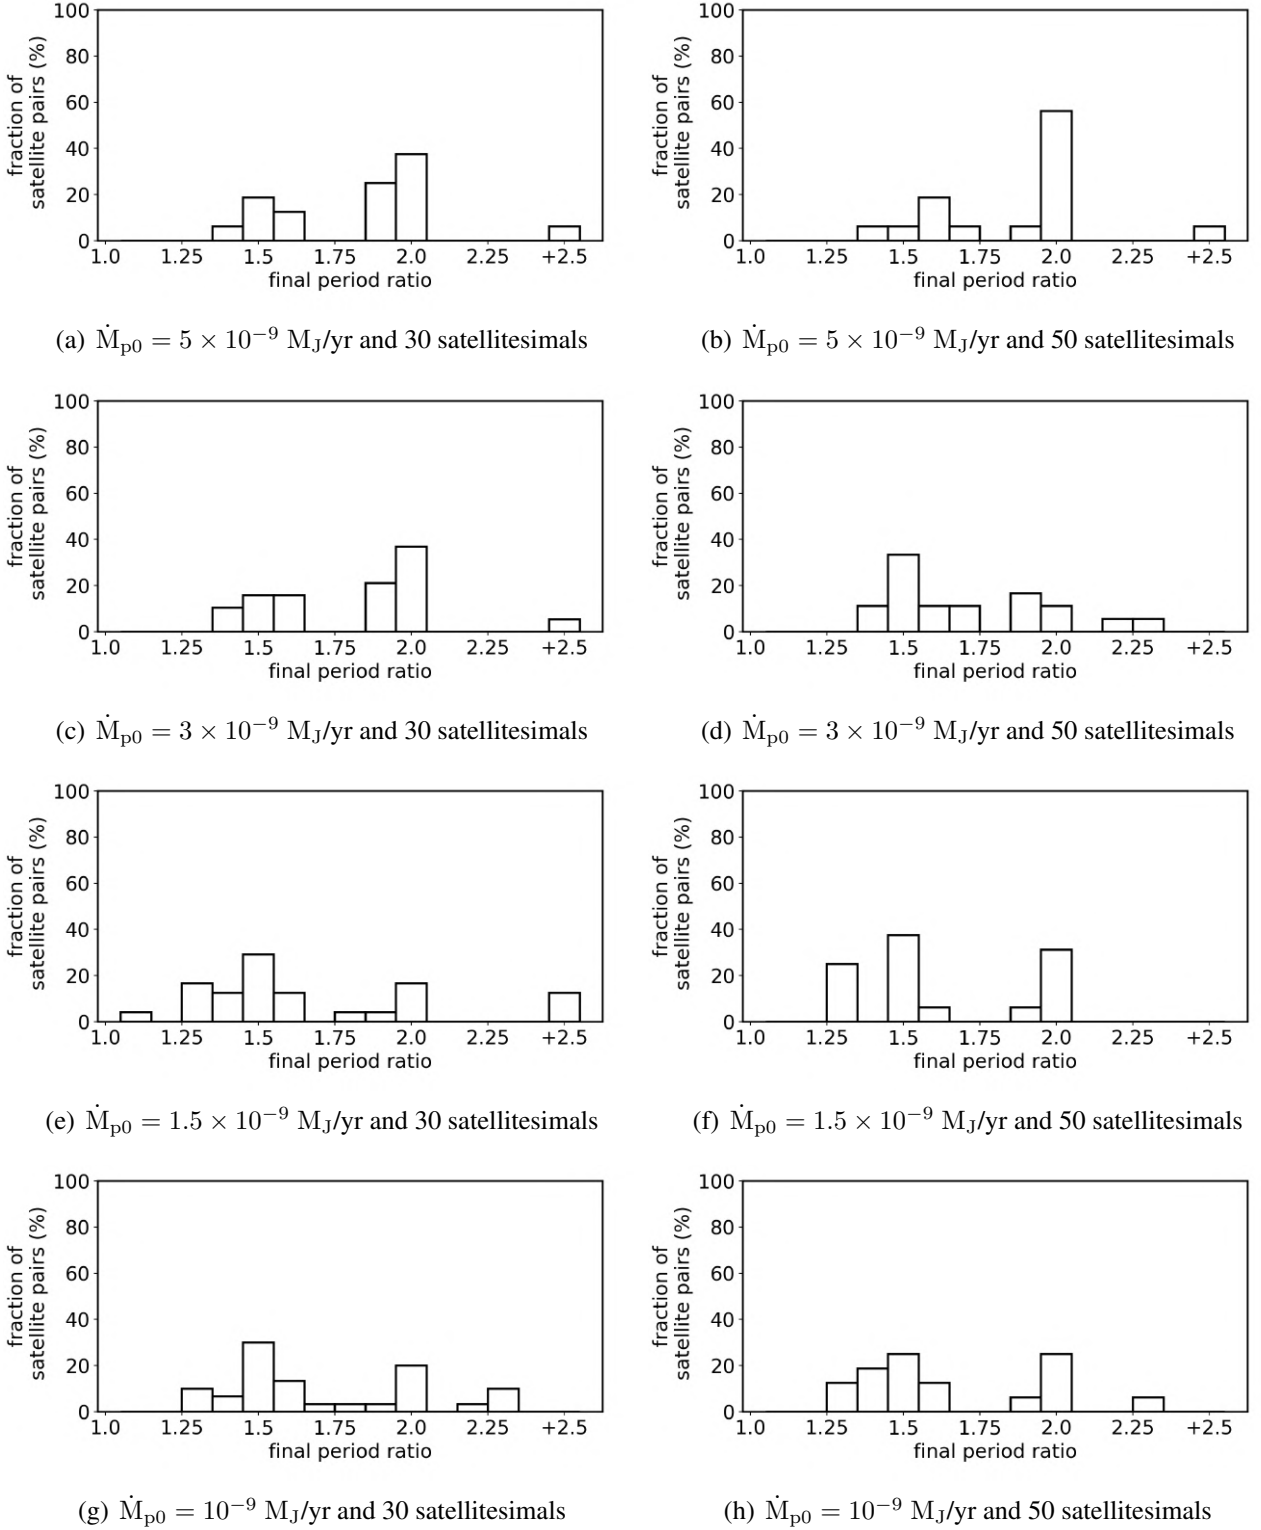 100
80
60
40
20
0
fraction of
satellite pairs (%)
1.0 1.25 1.5 1.75 2.0 2.25 +2.5
final period ratio
(a) Ṁp0 = 5 × 10−9 MJ/yr and 30 satellitesimals
100
80
60
40
20
0
fraction of
satellite pairs (%)
1.0 1.25 1.5 1.75 2.0 2.25 +2.5
final period ratio
(b) Ṁp0 = 5 × 10−9 MJ/yr and 50 satellitesimals
100
80
60
40
20
0
fraction of
satellite pairs (%)
1.0 1.25 1.5 1.75 2.0 2.25 +2.5
final period ratio
(c) Ṁp0 = 3 × 10−9 MJ/yr and 30 satellitesimals
100
80
60
40
20
0
fraction of
satellite pairs (%)
1.0 1.25 1.5 1.75 2.0 2.25 +2.5
final period ratio
(d) Ṁp0 = 3 × 10−9 MJ/yr and 50 satellitesimals
100
80
60
40
20
0
fraction of
satellite pairs (%)
1.0 1.25 1.5 1.75 2.0 2.25 +2.5
final period ratio
(e) Ṁp0 = 1.5 × 10−9 MJ/yr and 30 satellitesimals
100
80
60
40
20
0
fraction of
satellite pairs (%)
1.0 1.25 1.5 1.75 2.0 2.25 +2.5
final period ratio
(f) Ṁp0 = 1.5 × 10−9 MJ/yr and 50 satellitesimals
100
80
60
40
20
0
fraction of
satellite pairs (%)
1.0 1.25 1.5 1.75 2.0 2.25 +2.5
final period ratio
(g) Ṁp0 = 10−9 MJ/yr and 30 satellitesimals
100
80
60
40
20
0
fraction of
satellite pairs (%)
1.0 1.25 1.5 1.75 2.0 2.25 +2.5
final period ratio
(h) Ṁp0 = 10−9 MJ/yr and 50 satellitesimals